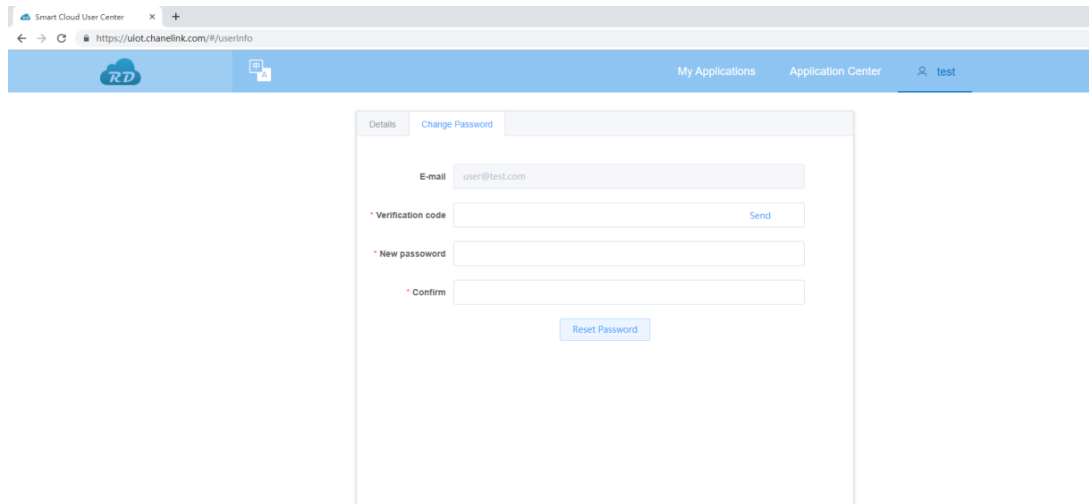 Smart Cloud User Center × +
https://uiot.chanelink.com/#/userinfo
RD 中 A My Applications Application Center test
Details Change Password
E-mail user@test.com
* Verification code Send
* New passoword
* Confirm
Reset Password